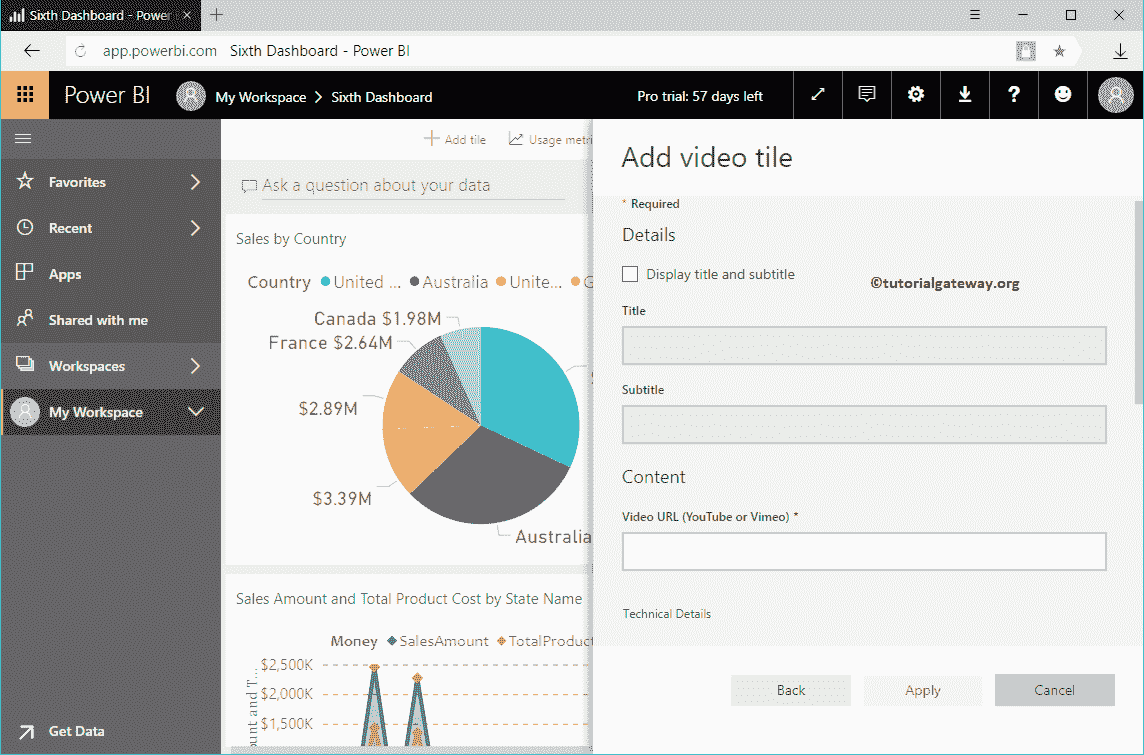 Sixth Dashboard - Power
app.powerbi.com Sixth Dashboard - Power BI
Power BI My Workspace > Sixth Dashboard Pro trial: 57 days left ?
Favorites
Recent
Apps
Shared with me
Workspaces
My Workspace
Get Data
Add tile Usage metri
Ask a question about your data
Sales by Country
Country United ... Australia Unite...
Canada $1.98M
France $2.64M
$2.89M
$3.39M
Australia
Sales Amount and Total Product Cost by State Name
Money SalesAmount TotalProduct
$2,500K
$2,000K
$1,500K
ount and T...
Add video tile
* Required
Details
Display title and subtitle
©tutorialgateway.org
Title
Subtitle
Content
Video URL (YouTube or Vimeo) *
Technical Details
Back Apply Cancel